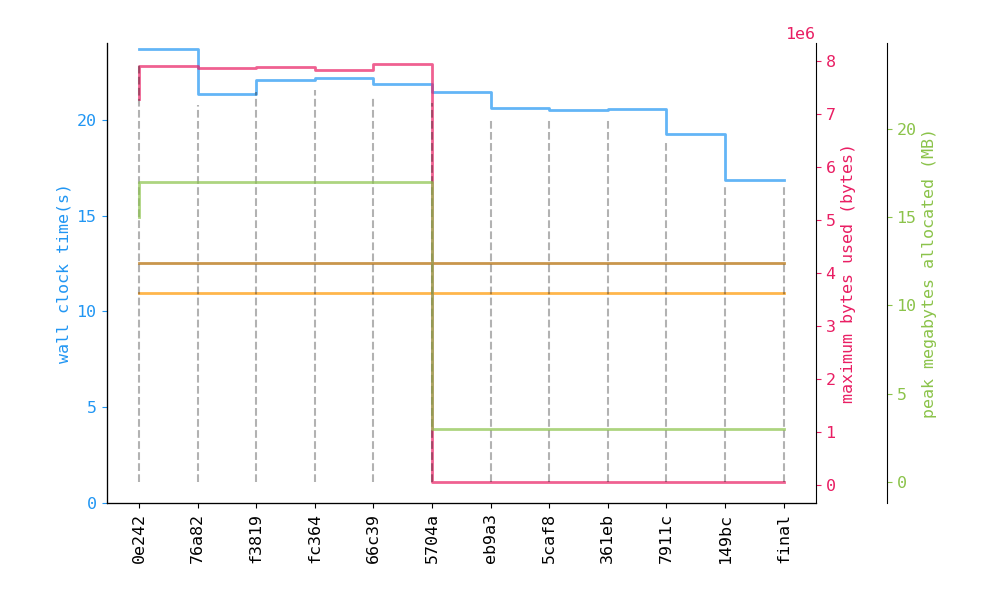 1e6
20
15
10
5
0
wall clock time(s)
8
7
6
5
4
3
2
1
0
maximum bytes used (bytes)
20
15
10
5
0
peak megabytes allocated (MB)
0e242
76a82
f3819
fc364
66c39
5704a
eb9a3
5caf8
361eb
7911c
149bc
final